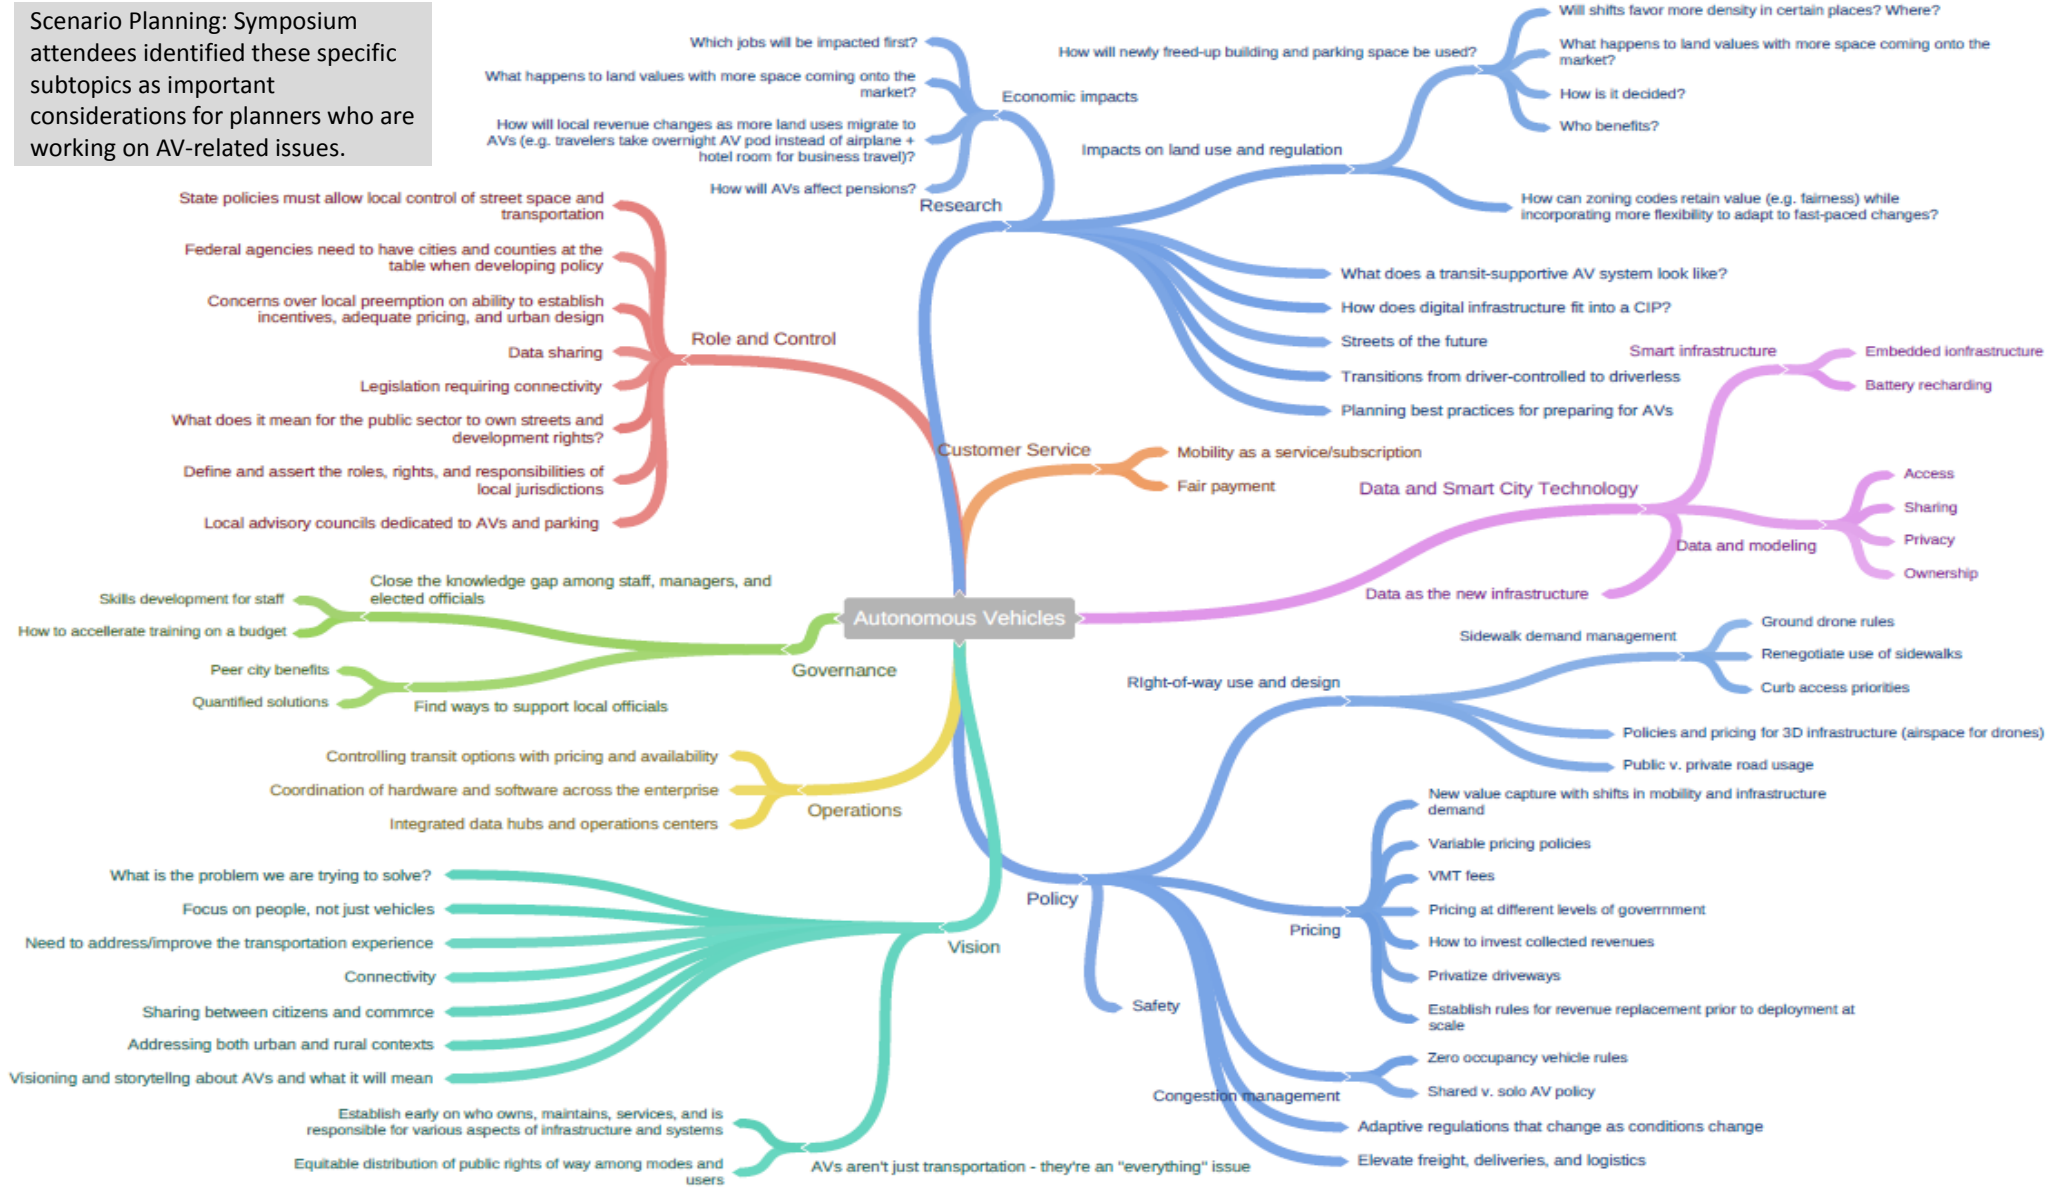 Scenario Planning: Symposium
attendees identified these specific
subtopics as important
considerations for planners who are
working on AV-related issues.
Which jobs will be impacted first?
What happens to land values with more space coming onto the
market?
How will local revenue changes as more land uses migrate to
AVs (e.g. travelers take overnight AV pod instead of airplane +
hotel room for business travel)?
How will AVs affect pensions?
Economic impacts
Research
How will newly freed-up building and parking space be used?
Will shifts favor more density in certain places? Where?
What happens to land values with more space coming onto the
market?
How is it decided?
Who benefits?
Impacts on land use and regulation
How can zoning codes retain value (e.g. fairness) while
incorporating more flexibility to adapt to fast-paced changes?
What does a transit-supportive AV system look like?
How does digital infrastructure fit into a CIP?
Streets of the future
Transitions from driver-controlled to driverless
Planning best practices for preparing for AVs
State policies must allow local control of street space and
transportation
Federal agencies need to have cities and counties at the
table when developing policy
Concerns over local preemption on ability to establish
incentives, adequate pricing, and urban design
Data sharing
Legislation requiring connectivity
What does it mean for the public sector to own streets and
development rights?
Define and assert the roles, rights, and responsibilities of
local jurisdictions
Local advisory councils dedicated to AVs and parking
Role and Control
Customer Service
Mobility as a service/subscription
Fair payment
Smart infrastructure
Embedded ionfrastructure
Battery recharding
Data and Smart City Technology
Data and modeling
Access
Sharing
Privacy
Ownership
Data as the new infrastructure
Autonomous Vehicles
Close the knowledge gap among staff, managers, and
elected officials
Skills development for staff
How to accellerate training on a budget
Peer city benefits
Quantified solutions
Find ways to support local officials
Governance
Controlling transit options with pricing and availability
Coordination of hardware and software across the enterprise
Integrated data hubs and operations centers
Operations
Sidewalk demand management
Ground drone rules
Renegotiate use of sidewalks
Curb access priorities
RIght-of-way use and design
Policies and pricing for 3D infrastructure (airspace for drones)
Public v. private road usage
New value capture with shifts in mobility and infrastructure
demand
Variable pricing policies
VMT fees
Pricing at different levels of goverrnment
How to invest collected revenues
Privatize driveways
Establish rules for revenue replacement prior to deployment at
scale
Pricing
Policy
Safety
Zero occupancy vehicle rules
Shared v. solo AV policy
Congestion management
Adaptive regulations that change as conditions change
Elevate freight, deliveries, and logistics
What is the problem we are trying to solve?
Focus on people, not just vehicles
Need to address/improve the transportation experience
Connectivity
Sharing between citizens and commrce
Addressing both urban and rural contexts
Visioning and storytellng about AVs and what it will mean
Vision
Establish early on who owns, maintains, services, and is
responsible for various aspects of infrastructure and systems
Equitable distribution of public rights of way among modes and
users
AVs aren't just transportation - they're an "everything" issue